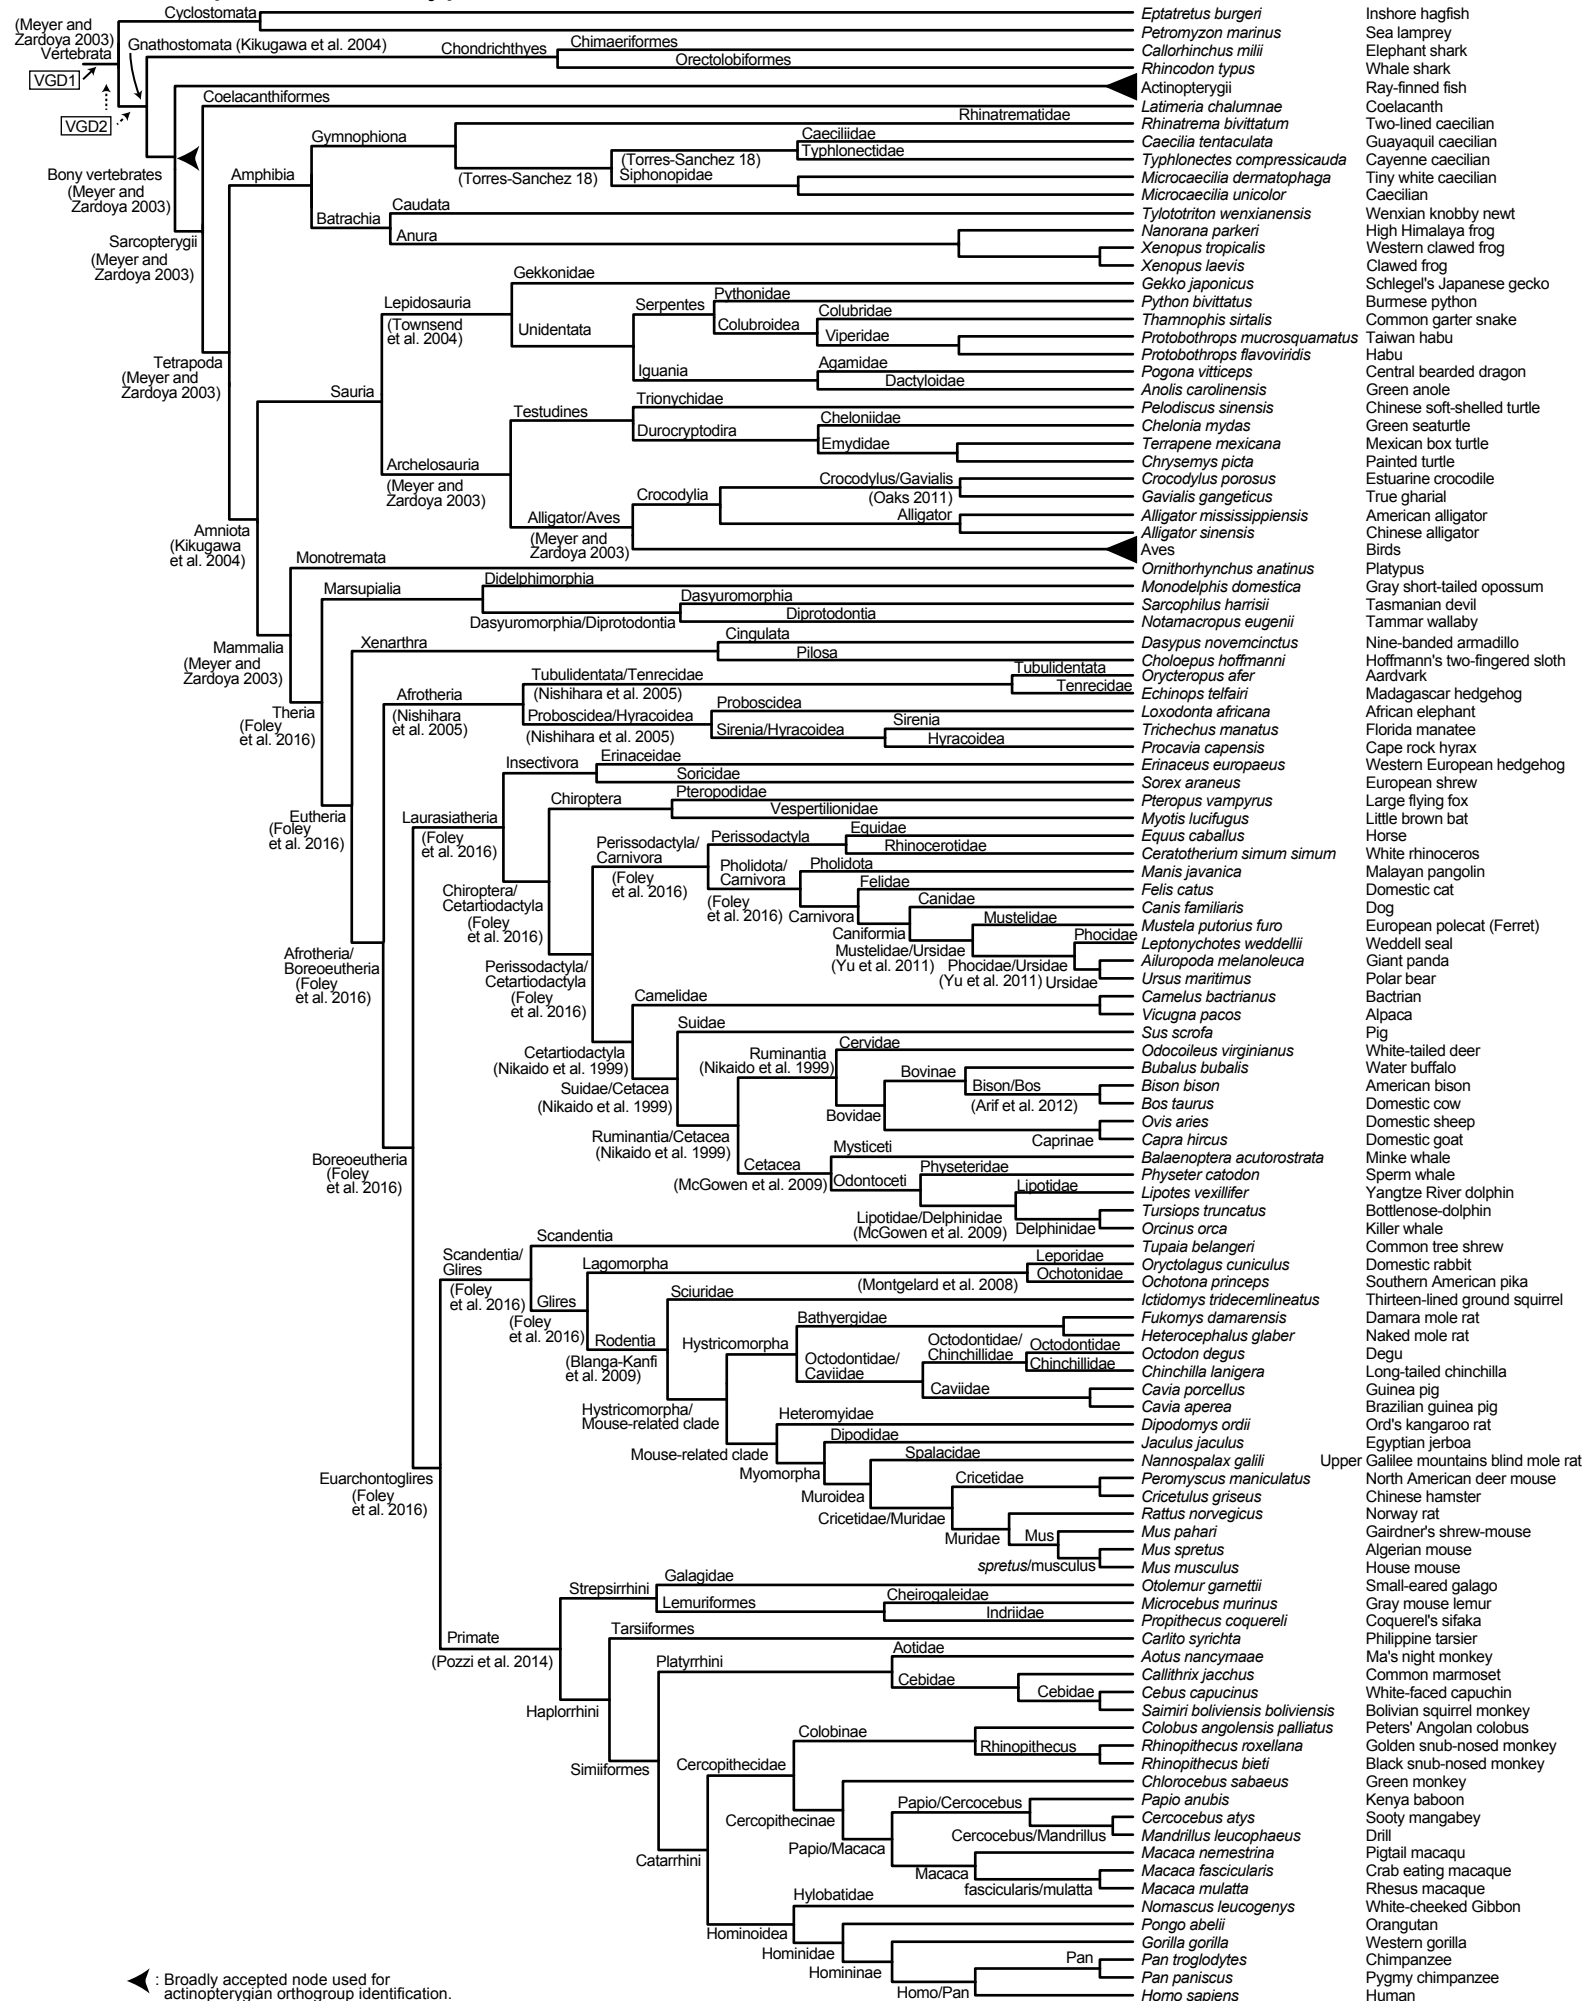 Cyclostomata
Eptatretus burgeri Inshore hagfish
(Meyer and
Zardoya 2003)
Petromyzon marinus Sea lamprey
Vertebrata
Gnathostomata (Kikugawa et al. 2004)
Chondrichthyes
Chimaeriformes
Callorhinchus milii Elephant shark
Orectolobiformes
Rhincodon typus Whale shark
VGD1
Actinopterygii Ray-finned fish
Coelacanthiformes
Latimeria chalumnae Coelacanth
VGD2
Rhinatrematidae
Rhinatrema bivittatum Two-lined caecilian
Gymnophiona
Caeciliidae
Caecilia tentaculata Guayaquil caecilian
Typhlonectidae
(Torres-Sanchez 18)
Typhlonectes compressicauda Cayenne caecilian
Bony vertebrates
(Meyer and
Zardoya 2003)
Amphibia
(Torres-Sanchez 18)
Siphonopidae
Microcaecilia dermatophaga Tiny white caecilian
Microcaecilia unicolor Caecilian
Caudata
Tylototriton wenxianensis Wenxian knobby newt
Batrachia
Anura
Nanorana parkeri High Himalaya frog
Sarcopterygii
(Meyer and
Zardoya 2003)
Xenopus tropicalis Western clawed frog
Xenopus laevis Clawed frog
Gekkonidae
Gekko japonicus Schlegel's Japanese gecko
Lepidosauria
(Townsend
et al. 2004)
Unidentata
Serpentes
Pythonidae
Python bivittatus Burmese python
Colubroidea
Colubridae
Thamnophis sirtalis Common garter snake
Viperidae
Protobothrops mucrosquamatus Taiwan habu
Protobothrops flavoviridis Habu
Tetrapoda
(Meyer and
Zardoya 2003)
Iguania
Agamidae
Pogona vitticeps Central bearded dragon
Dactyloidae
Anolis carolinensis Green anole
Sauria
Testudines
Trionychidae
Pelodiscus sinensis Chinese soft-shelled turtle
Durocryptodira
Cheloniidae
Chelonia mydas Green seaturtle
Emydidae
Terrapene mexicana Mexican box turtle
Chrysemys picta Painted turtle
Archelosauria
(Meyer and
Zardoya 2003)
Crocodylia
Crocodylus/Gavialis
(Oaks 2011)
Crocodylus porosus Estuarine crocodile
Gavialis gangeticus True gharial
Alligator
Alligator mississippiensis American alligator
Alligator sinensis Chinese alligator
Alligator/Aves
(Meyer and
Zardoya 2003)
Aves Birds
Amniota
(Kikugawa
et al. 2004)
Monotremata
Ornithorhynchus anatinus Platypus
Marsupialia
Didelphimorphia
Monodelphis domestica Gray short-tailed opossum
Dasyuromorphia
Sarcophilus harrisii Tasmanian devil
Dasyuromorphia/Diprotodontia
Diprotodontia
Notamacropus eugenii Tammar wallaby
Mammalia
(Meyer and
Zardoya 2003)
Xenarthra
Cingulata
Dasypus novemcinctus Nine-banded armadillo
Pilosa
Choloepus hoffmanni Hoffmann's two-fingered sloth
Tubulidentata/Tenrecidae
(Nishihara et al. 2005)
Tubulidentata
Orycteropus afer Aardvark
Tenrecidae
Echinops telfairi Madagascar hedgehog
Afrotheria
(Nishihara
et al. 2005)
Proboscidea/Hyracoidea
(Nishihara et al. 2005)
Proboscidea
Loxodonta africana African elephant
Sirenia/Hyracoidea
Sirenia
Trichechus manatus Florida manatee
Hyracoidea
Procavia capensis Cape rock hyrax
Theria
(Foley
et al. 2016)
Insectivora
Erinaceidae
Erinaceus europaeus Western European hedgehog
Soricidae
Sorex araneus European shrew
Chiroptera
Pteropodidae
Pteropus vampyrus Large flying fox
Vespertilionidae
Myotis lucifugus Little brown bat
Eutheria
(Foley
et al. 2016)
Laurasiatheria
(Foley
et al. 2016)
Perissodactyla/
Carnivora
(Foley
et al. 2016)
Perissodactyla
Equidae
Equus caballus Horse
Rhinocerotidae
Ceratotherium simum simum White rhinoceros
Pholidota/
Carnivora
(Foley
et al. 2016)
Pholidota
Manis javanica Malayan pangolin
Carnivora
Felidae
Felis catus Domestic cat
Chiroptera/
Cetartiodactyla
(Foley
et al. 2016)
Caniformia
Canidae
Canis familiaris Dog
Mustelidae
Mustela putorius furo European polecat (Ferret)
Mustelidae/Ursidae
(Yu et al. 2011)
Phocidae
Leptonychotes weddellii Weddell seal
Phocidae/Ursidae
(Yu et al. 2011)
Ursidae
Ailuropoda melanoleuca Giant panda
Ursus maritimus Polar bear
Afrotheria/
Boreoeutheria
(Foley
et al. 2016)
Perissodactyla/
Cetartiodactyla
(Foley
et al. 2016)
Camelidae
Camelus bactrianus Bactrian
Vicugna pacos Alpaca
Suidae
Sus scrofa Pig
Cetartiodactyla
(Nikaido et al. 1999)
Ruminantia
(Nikaido et al. 1999)
Cervidae
Odocoileus virginianus White-tailed deer
Bovinae
Bubalus bubalis Water buffalo
Suidae/Cetacea
(Nikaido et al. 1999)
Bison/Bos
(Arif et al. 2012)
Bison bison American bison
Bos taurus Domestic cow
Bovidae
Ovis aries Domestic sheep
Caprinae
Capra hircus Domestic goat
Ruminantia/Cetacea
(Nikaido et al. 1999)
Mysticeti
Balaenoptera acutorostrata Minke whale
Cetacea
(McGowen et al. 2009)
Odontoceti
Physeteridae
Physeter catodon Sperm whale
Lipotidae
Lipotes vexillifer Yangtze River dolphin
Lipotidae/Delphinidae
(McGowen et al. 2009)
Delphinidae
Tursiops truncatus Bottlenose-dolphin
Orcinus orca Killer whale
Boreoeutheria
(Foley
et al. 2016)
Scandentia
Tupaia belangeri Common tree shrew
Scandentia/
Glires
(Foley
et al. 2016)
Lagomorpha
(Montgelard et al. 2008)
Leporidae
Oryctolagus cuniculus Domestic rabbit
Ochotonidae
Ochotona princeps Southern American pika
Glires
(Foley
et al. 2016)
Sciuridae
Ictidomys tridecemlineatus Thirteen-lined ground squirrel
Rodentia
(Blanga-Kanfi
et al. 2009)
Hystricomorpha
Bathyergidae
Fukomys damarensis Damara mole rat
Heterocephalus glaber Naked mole rat
Octodontidae/
Caviidae
Octodontidae/
Chinchillidae
Octodontidae
Octodon degus Degu
Chinchillidae
Chinchilla lanigera Long-tailed chinchilla
Caviidae
Cavia porcellus Guinea pig
Cavia aperea Brazilian guinea pig
Hystricomorpha/
Mouse-related clade
Heteromyidae
Dipodomys ordii Ord's kangaroo rat
Mouse-related clade
Dipodidae
Jaculus jaculus Egyptian jerboa
Myomorpha
Spalacidae
Nannospalax galili Upper Galilee mountains blind mole rat
Muroidea
Cricetidae
Peromyscus maniculatus North American deer mouse
Cricetulus griseus Chinese hamster
Cricetidae/Muridae
Rattus norvegicus Norway rat
Muridae
Mus
Mus pahari Gairdner's shrew-mouse
Mus spretus Algerian mouse
spretus/musculus
Mus musculus House mouse
Euarchontoglires
(Foley
et al. 2016)
Strepsirrhini
Galagidae
Otolemur garnettii Small-eared galago
Lemuriformes
Cheirogaleidae
Microcebus murinus Gray mouse lemur
Indriidae
Propithecus coquereli Coquerel's sifaka
Primate
(Pozzi et al. 2014)
Tarsiiformes
Carlito syrichta Philippine tarsier
Platyrrhini
Aotidae
Aotus nancymaae Ma's night monkey
Cebidae
Callithrix jacchus Common marmoset
Cebidae
Cebus capucinus White-faced capuchin
Saimiri boliviensis boliviensis Bolivian squirrel monkey
Haplorrhini
Colobinae
Colobus angolensis palliatus Peters' Angolan colobus
Rhinopithecus
Rhinopithecus roxellana Golden snub-nosed monkey
Rhinopithecus bieti Black snub-nosed monkey
Simiiformes
Cercopithecidae
Chlorocebus sabaeus Green monkey
Cercopithecinae
Papio/Cercocebus
Papio anubis Kenya baboon
Cercocebus atys Sooty mangabey
Cercocebus/Mandrillus
Mandrillus leucophaeus Drill
Papio/Macaca
Macaca nemestrina Pigtail macaqu
Macaca
Macaca fascicularis Crab eating macaque
fascicularis/mulatta
Macaca mulatta Rhesus macaque
Catarrhini
Hylobatidae
Nomascus leucogenys White-cheeked Gibbon
Hominoidea
Pongo abelii Orangutan
Hominidae
Gorilla gorilla Western gorilla
Homininae
Pan
Pan troglodytes Chimpanzee
Pan paniscus Pygmy chimpanzee
Homo/Pan
Homo sapiens Human
: Broadly accepted node used for
actinopterygian orthogroup identification.